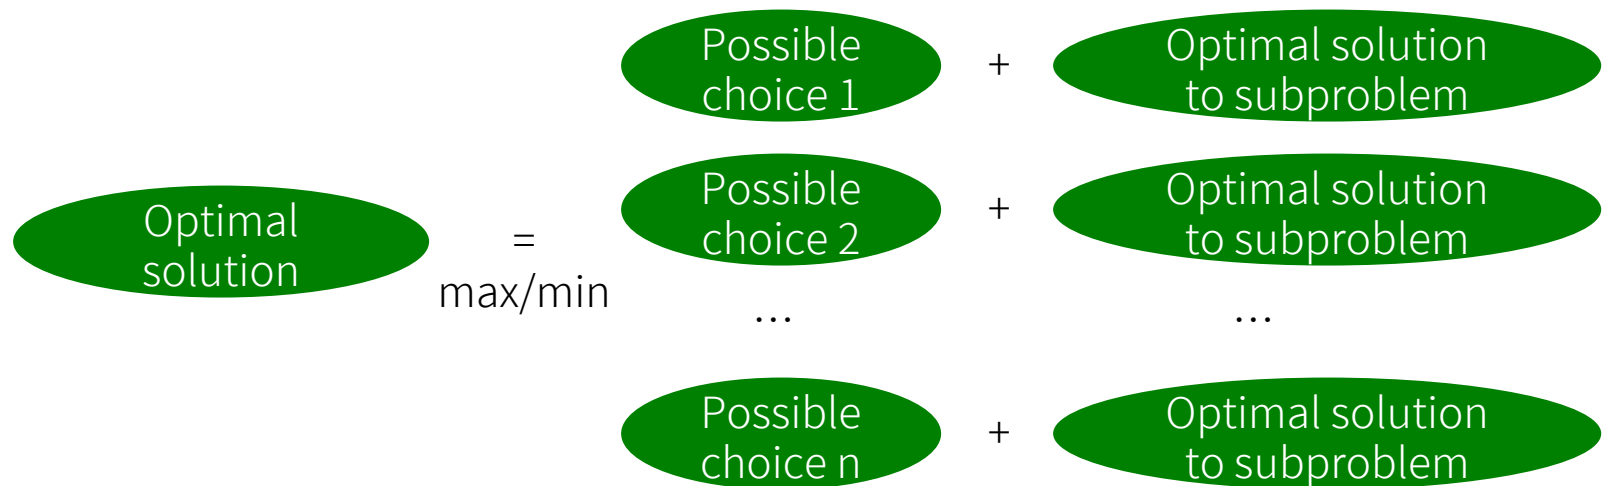 Possible
choice 1
+
Optimal solution
to subproblem
Optimal
solution
=
max/min
Possible
choice 2
+
Optimal solution
to subproblem
...
...
Possible
choice n
+
Optimal solution
to subproblem